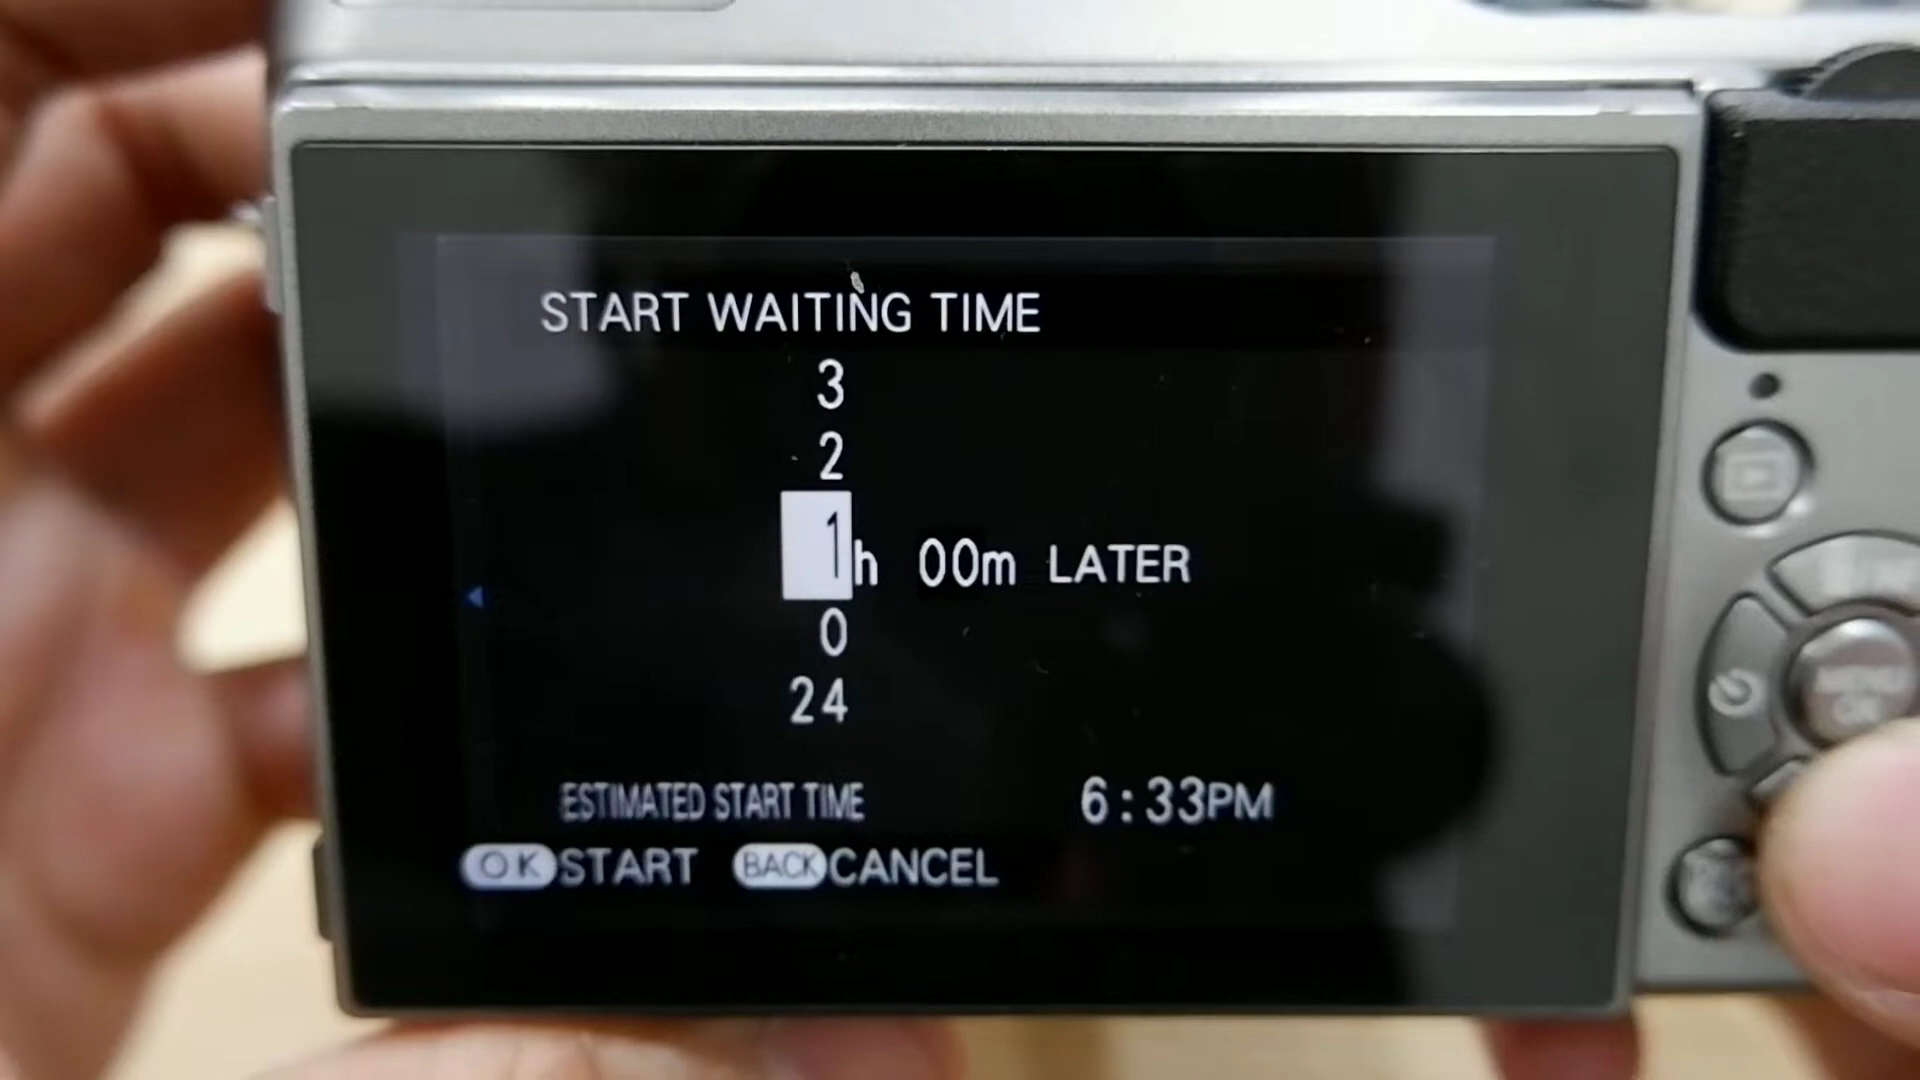 START WAITING TIME
3
2
1h 00m LATER
0
24
ESTIMATED START TIME 6:33PM
OK START BACK CANCEL